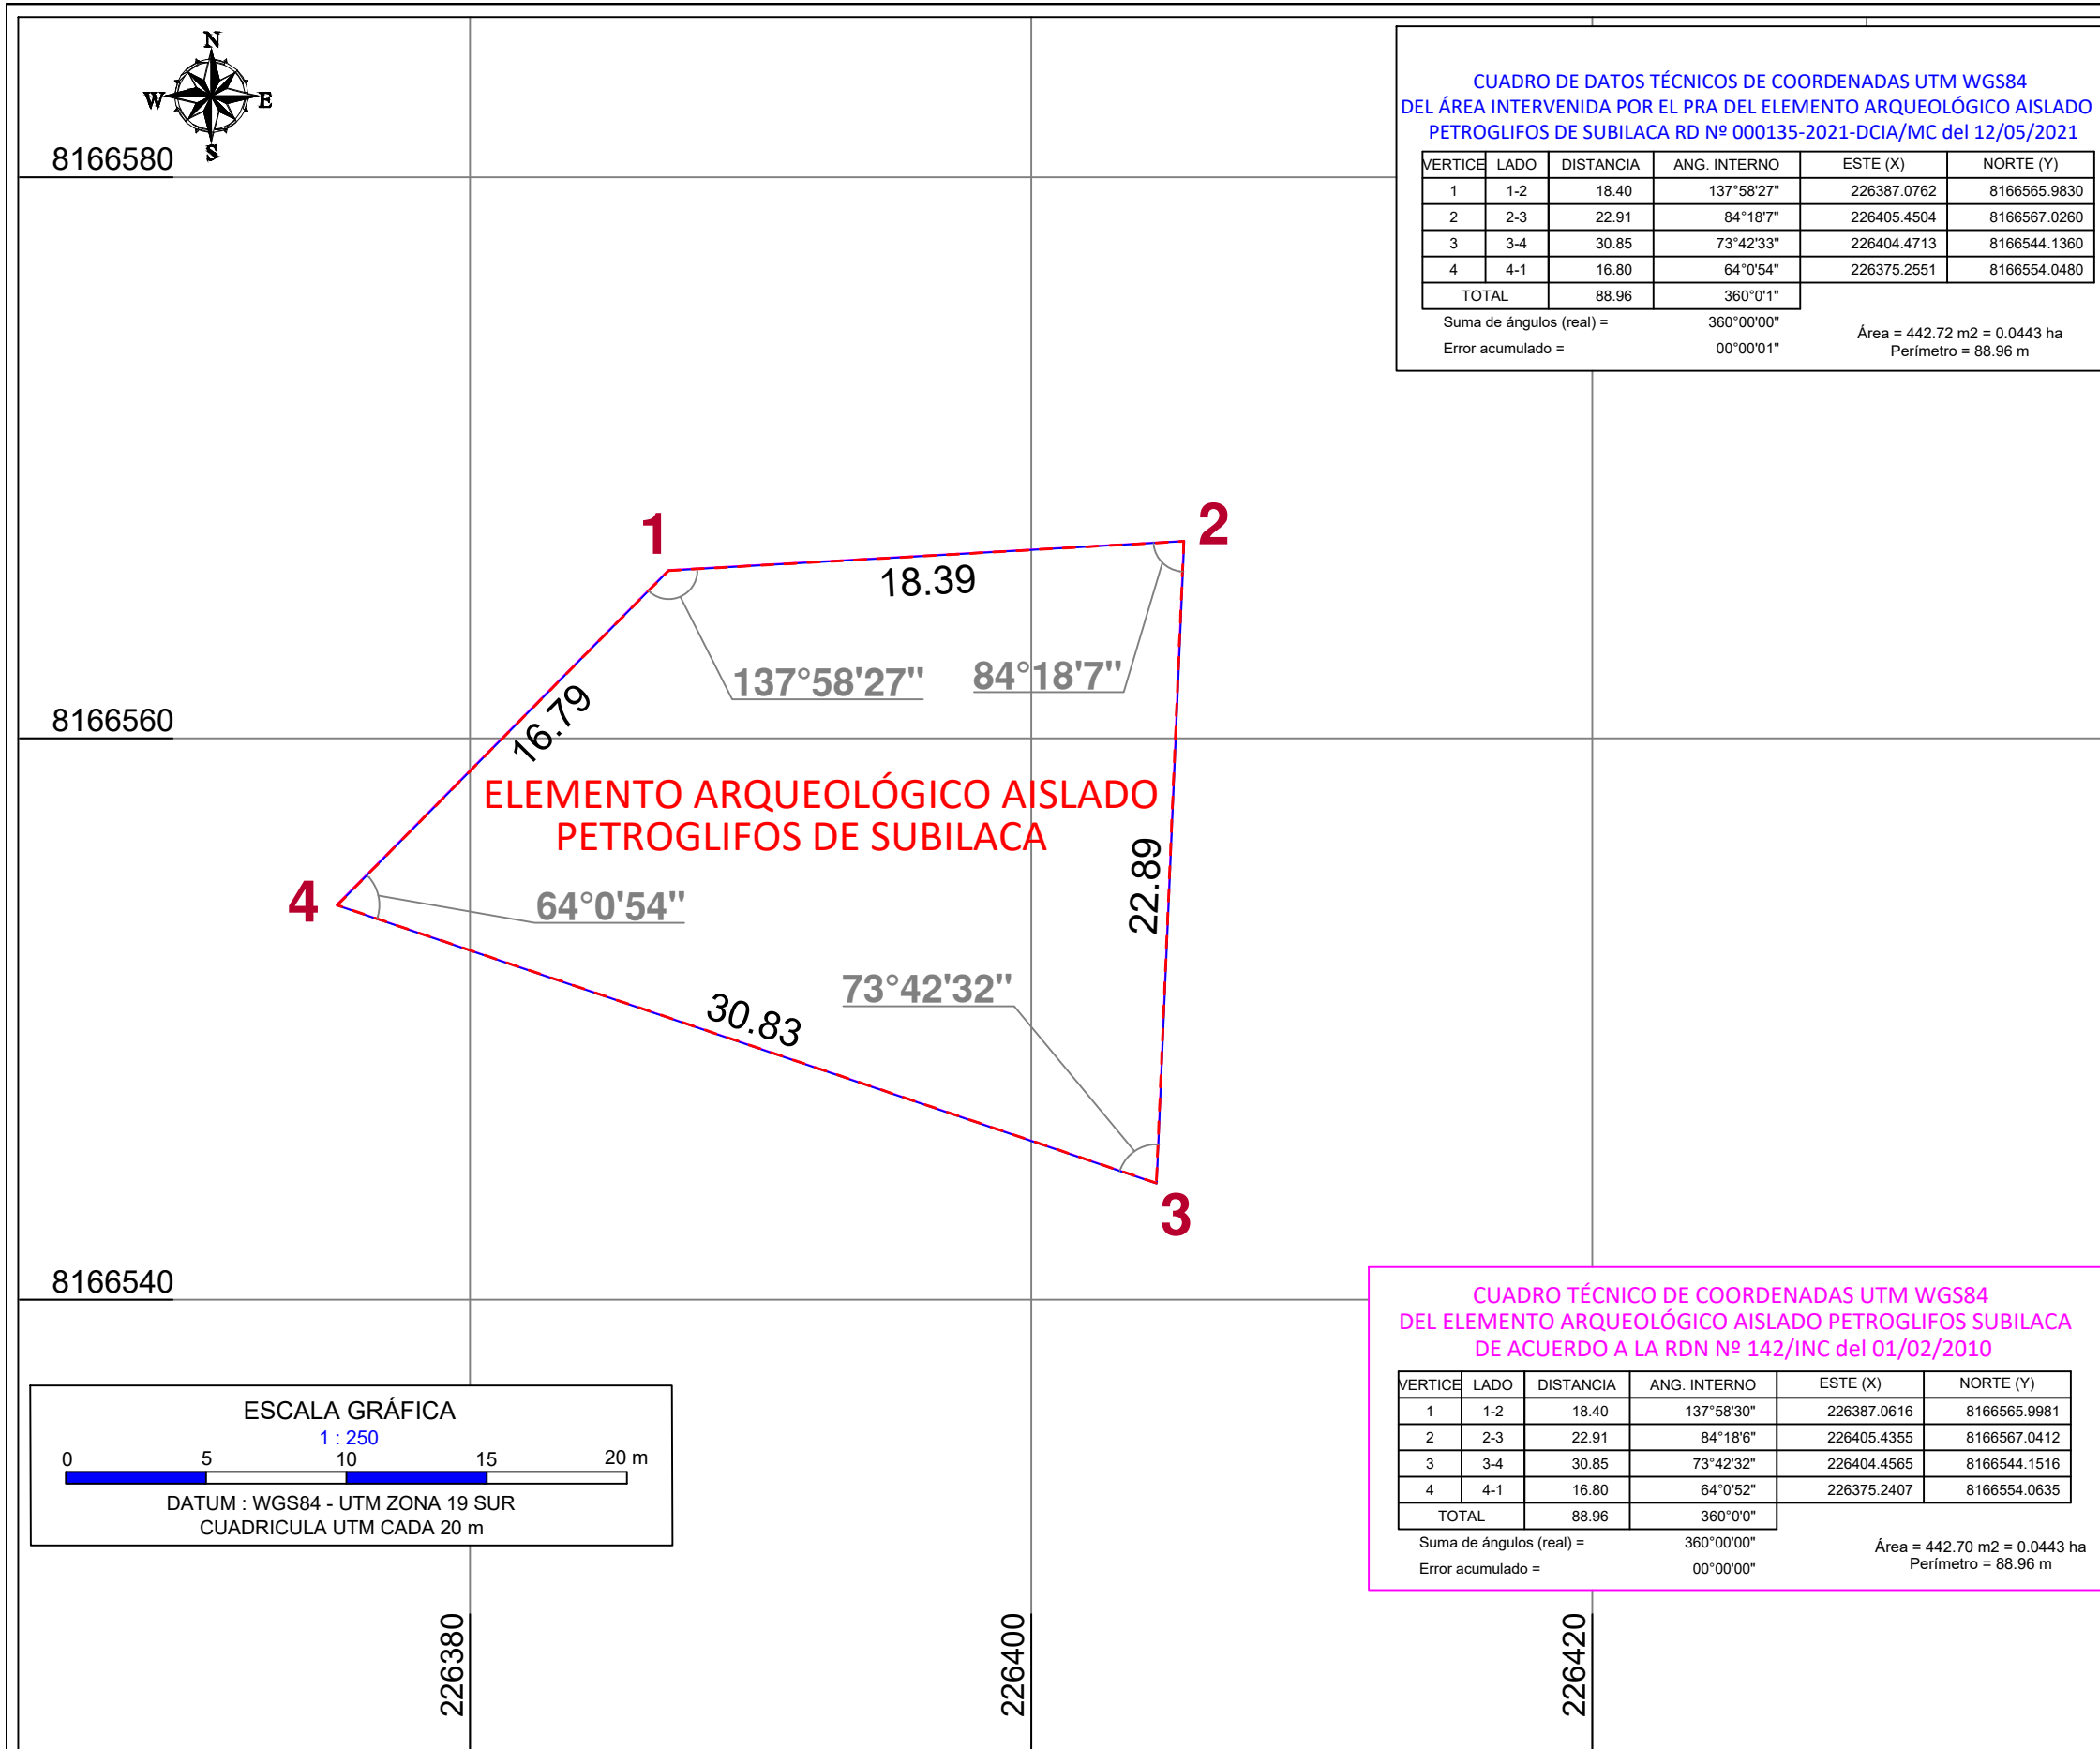 N
W E
S
8166580
8166560
8166540
CUADRO DE DATOS TÉCNICOS DE COORDENADAS UTM WGS84
DEL ÁREA INTERVENIDA POR EL PRA DEL ELEMENTO ARQUEOLÓGICO AISLADO
PETROGLIFOS DE SUBILACA RD Nº 000135-2021-DCIA/MC del 12/05/2021
VERTICE LADO DISTANCIA ANG. INTERNO ESTE (X) NORTE (Y)
1 1-2 18.40 137°58'27" 226387.0762 8166565.9830
2 2-3 22.91 84°18'7" 226405.4504 8166567.0260
3 3-4 30.85 73°42'33" 226404.4713 8166544.1360
4 4-1 16.80 64°0'54" 226375.2551 8166554.0480
TOTAL 88.96 360°0'1"
Suma de ángulos (real) = 360°00'00"
Error acumulado = 00°00'01"
Área = 442.72 m2 = 0.0443 ha
Perímetro = 88.96 m
1
2
18.39
137°58'27"
84°18'7"
16.79
ELEMENTO ARQUEOLÓGICO AISLADO
PETROGLIFOS DE SUBILACA
22.89
4
64°0'54"
73°42'32"
30.83
3
CUADRO TÉCNICO DE COORDENADAS UTM WGS84
DEL ELEMENTO ARQUEOLÓGICO AISLADO PETROGLIFOS SUBILACA
DE ACUERDO A LA RDN Nº 142/INC del 01/02/2010
VERTICE LADO DISTANCIA ANG. INTERNO ESTE (X) NORTE (Y)
1 1-2 18.40 137°58'30" 226387.0616 8166565.9981
2 2-3 22.91 84°18'6" 226405.4355 8166567.0412
3 3-4 30.85 73°42'32" 226404.4565 8166544.1516
4 4-1 16.80 64°0'52" 226375.2407 8166554.0635
TOTAL 88.96 360°0'0"
Suma de ángulos (real) = 360°00'00"
Error acumulado = 00°00'00"
Área = 442.70 m2 = 0.0443 ha
Perímetro = 88.96 m
ESCALA GRÁFICA
1 : 250
0 5 10 15 20 m
DATUM : WGS84 - UTM ZONA 19 SUR
CUADRICULA UTM CADA 20 m
226380
226400
226420